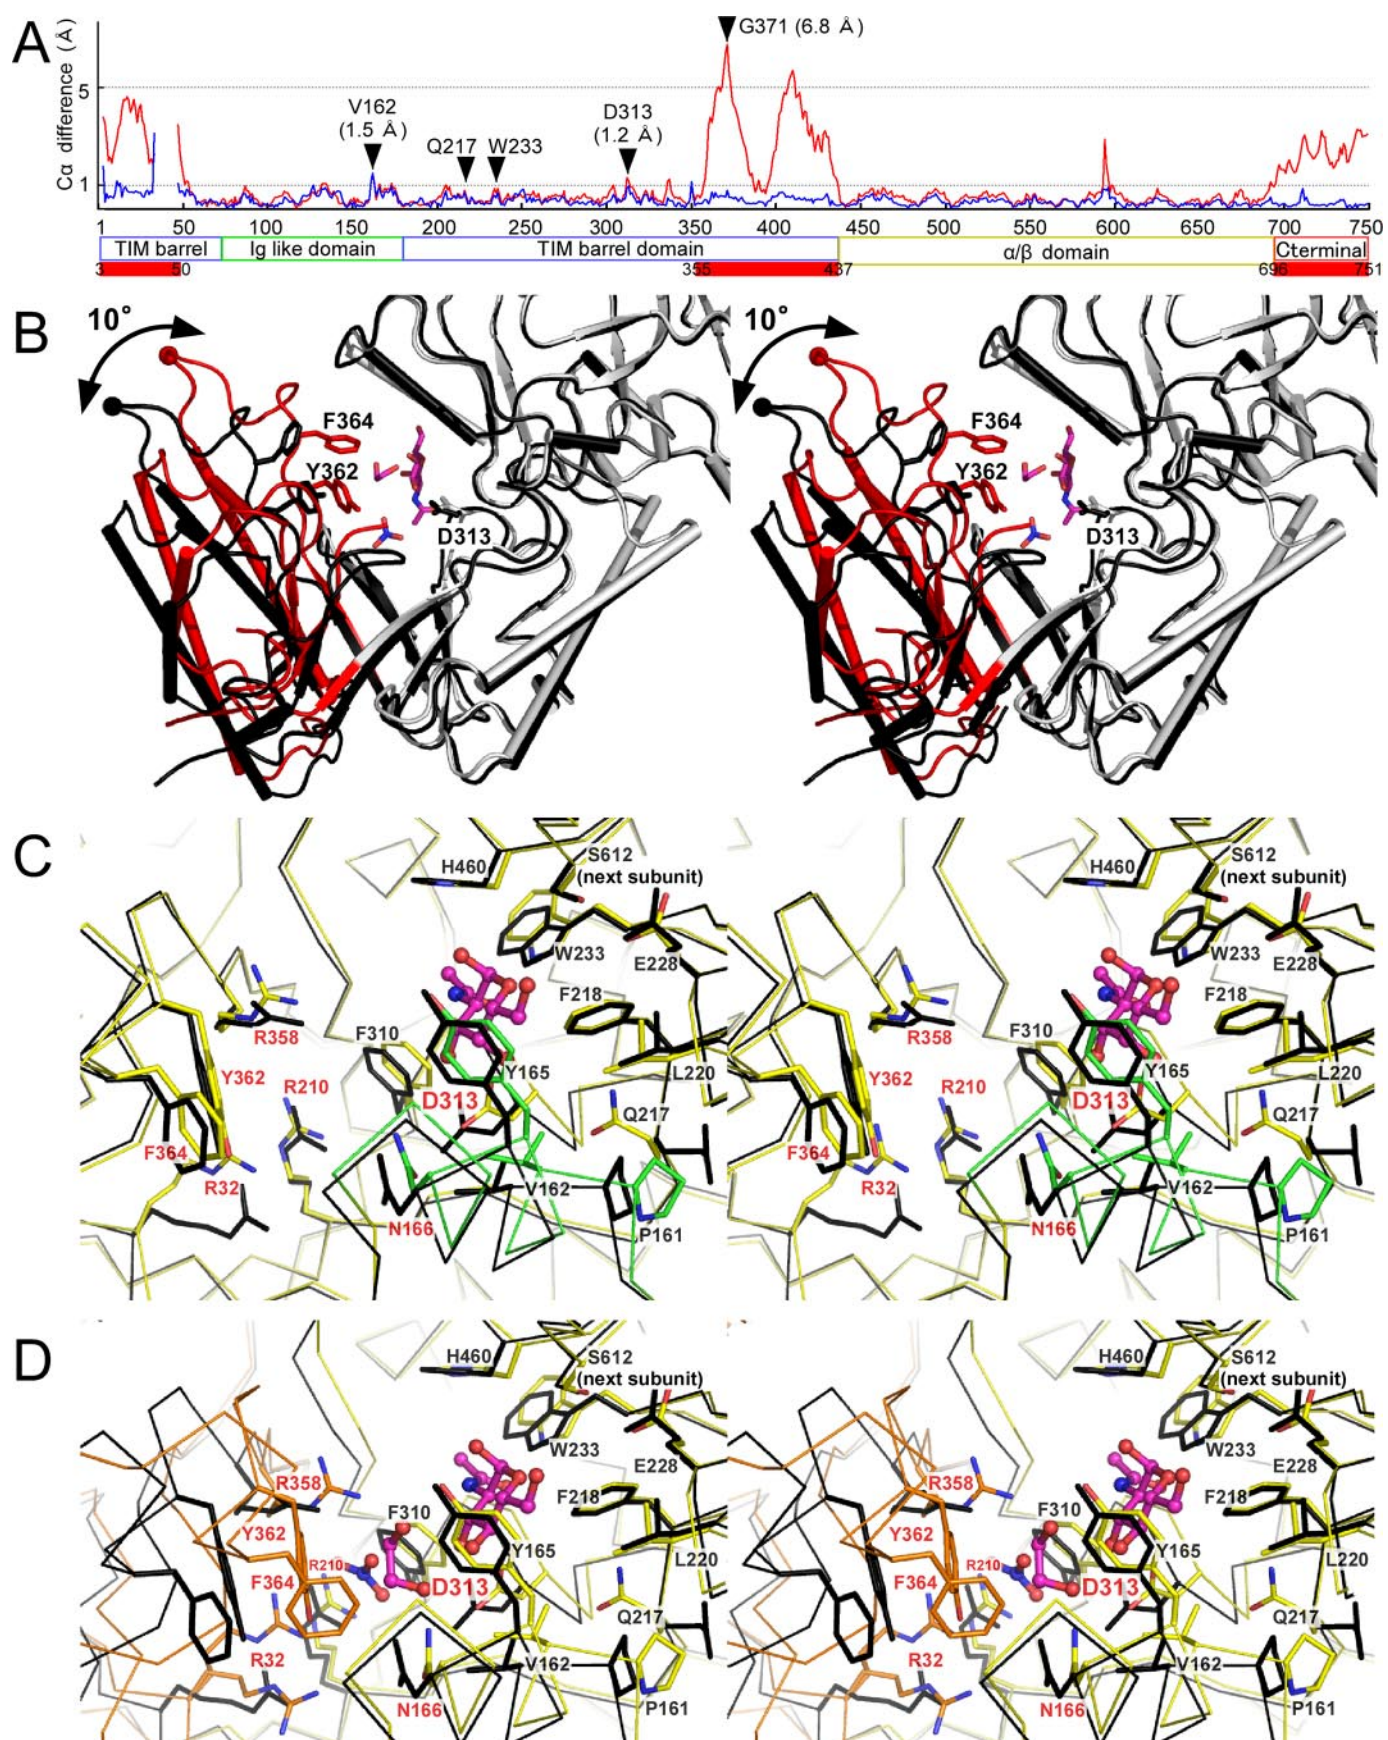 A
Cα difference (Å)
5
1
G371 (6.8 Å)
V162
(1.5 Å)
Q217
W233
D313
(1.2 Å)
1 50 100 150 200 250 300 350 400 450 500 550 600 650 700 750
TIM barrel
Ig like domain
TIM barrel domain
α/β domain
Cterminal
3 50 355 437 696 751
B
10°
F364
Y362
D313
10°
F364
Y362
D313
C
H460
S612
(next subunit)
W233
E228
F218
R358
F310
Y362
R210
Y165
L220
D313
Q217
F364
R32
V162
N166
P161
H460
S612
(next subunit)
W233
E228
F218
R358
F310
Y362
R210
Y165
L220
D313
Q217
F364
R32
V162
N166
P161
D
H460
S612
(next subunit)
W233
E228
R358
F218
F310
Y362
Y165
L220
R210
F364
D313
Q217
R32
V162
N166
P161
H460
S612
(next subunit)
W233
E228
R358
F218
F310
Y362
Y165
L220
R210
F364
D313
Q217
R32
V162
N166
P161